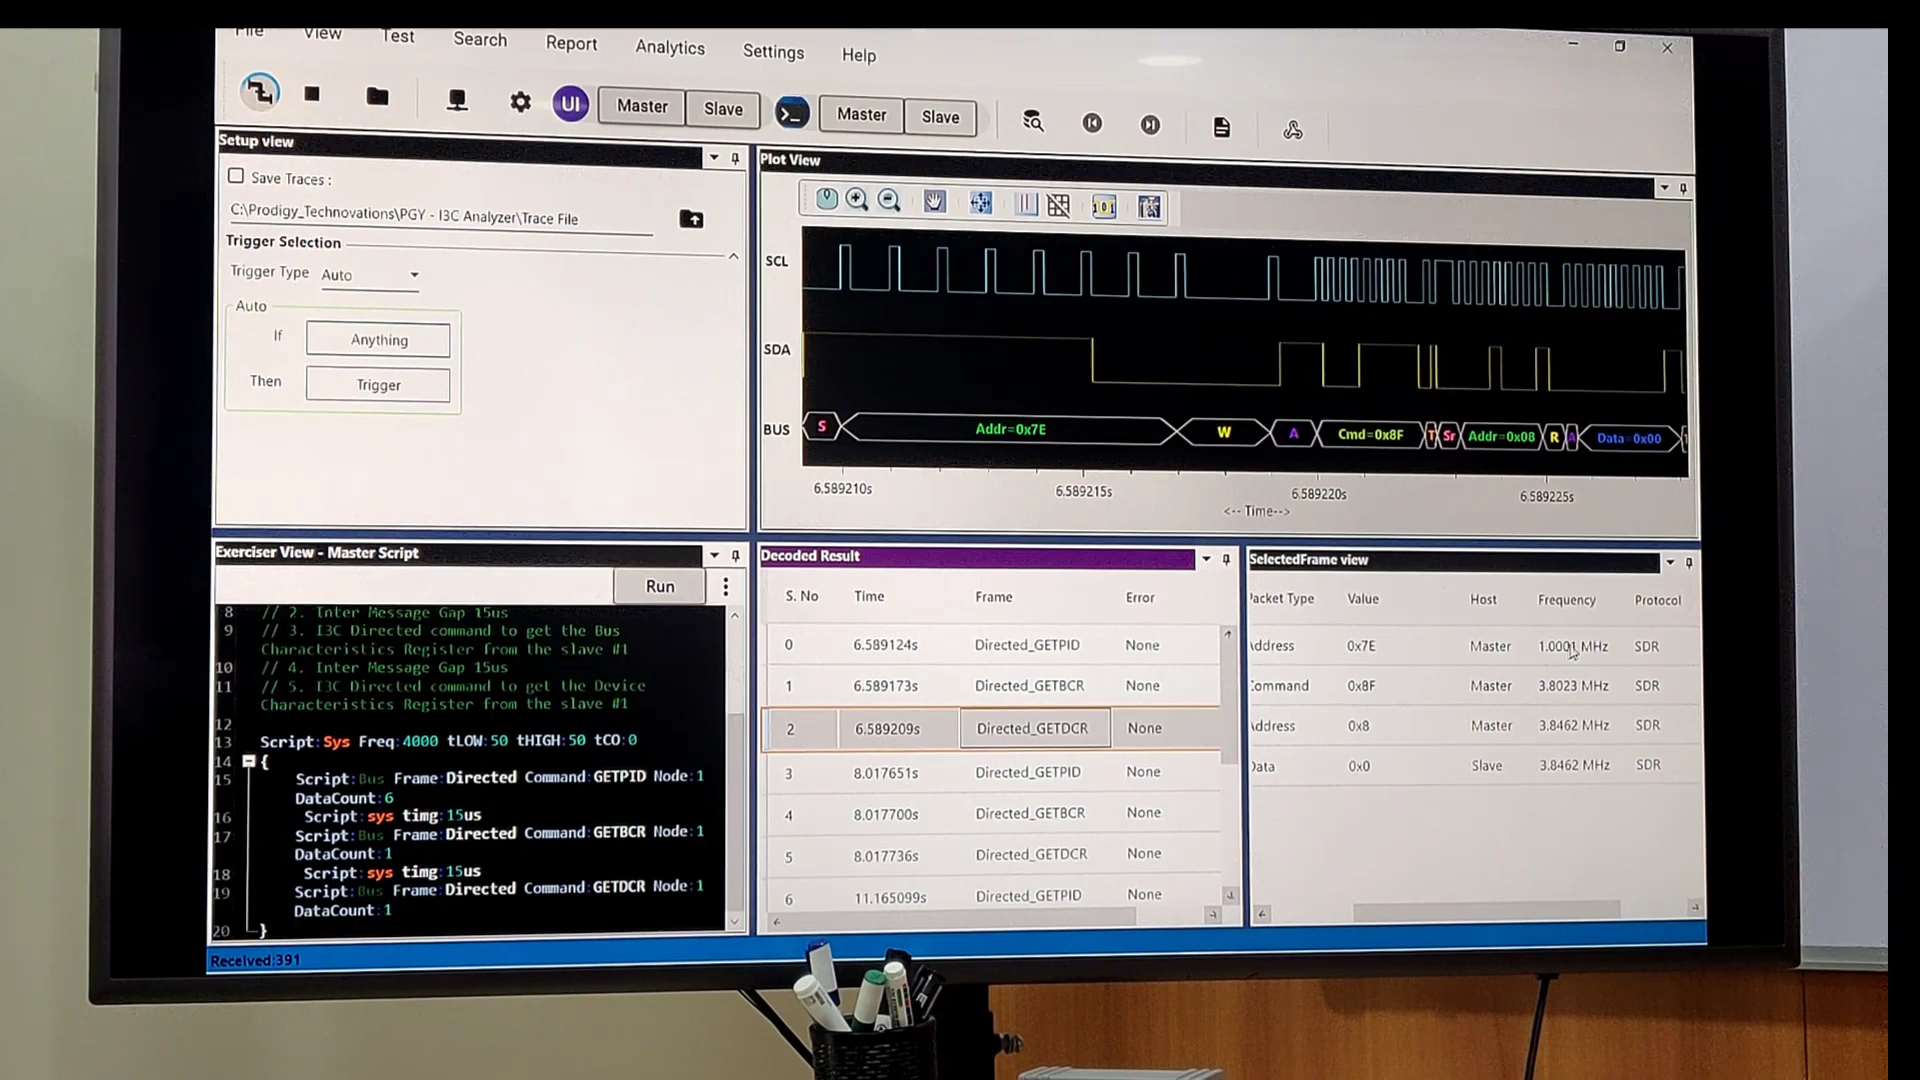 File View Test Search Report Analytics Settings Help
UI Master Slave >_ Master Slave
Setup view
Save Traces :
C:\Prodigy_Technovations\PGY - I3C Analyzer\Trace File
Trigger Selection
Trigger Type Auto
Auto
If Anything
Then Trigger
Plot View
101
SCL
SDA
BUS S Addr=0x7E W A Cmd=0x8F T Sr Addr=0x08 R A Data=0x00
6.589210s 6.589215s 6.589220s 6.589225s
<-- Time-->
Exerciser View - Master Script
Run
8 // 2. Inter Message Gap 15us
9 // 3. I3C Directed command to get the Bus
Characteristics Register from the slave #1
10 // 4. Inter Message Gap 15us
11 // 5. I3C Directed command to get the Device
Characteristics Register from the slave #1
12
13 Script:Sys Freq:4000 tLOW:50 tHIGH:50 tCO:0
14 {
15 Script:Bus Frame:Directed Command:GETPID Node:1
DataCount:6
16 Script:sys timg:15us
17 Script:Bus Frame:Directed Command:GETBCR Node:1
DataCount:1
18 Script:sys timg:15us
19 Script:Bus Frame:Directed Command:GETDCR Node:1
DataCount:1
20 }
Decoded Result
S. No Time Frame Error
0 6.589124s Directed_GETPID None
1 6.589173s Directed_GETBCR None
2 6.589209s Directed_GETDCR None
3 8.017651s Directed_GETPID None
4 8.017700s Directed_GETBCR None
5 8.017736s Directed_GETDCR None
6 11.165099s Directed_GETPID None
SelectedFrame view
Packet Type Value Host Frequency Protocol
Address 0x7E Master 1.0001 MHz SDR
Command 0x8F Master 3.8023 MHz SDR
Address 0x8 Master 3.8462 MHz SDR
Data 0x0 Slave 3.8462 MHz SDR
Received:391